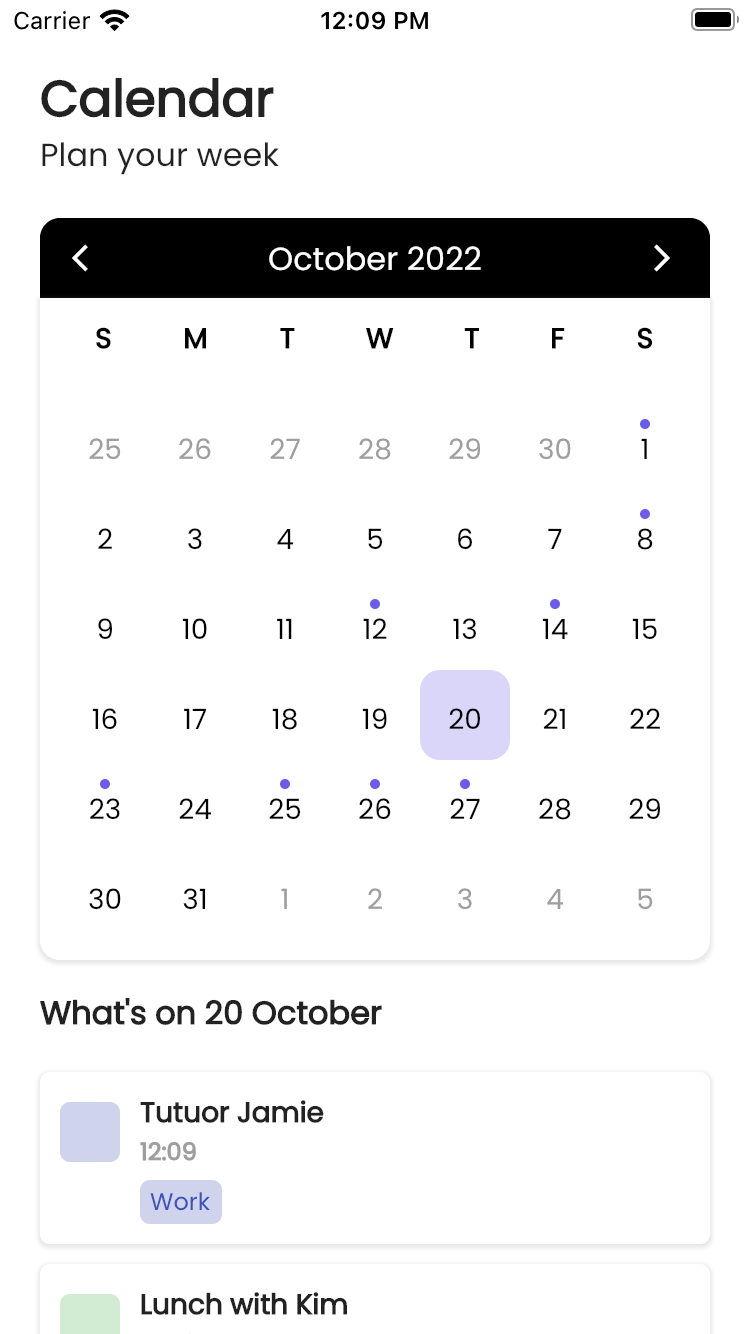 Carrier 12:09 PM
Calendar
Plan your week
October 2022
S M T W T F S
25 26 27 28 29 30 1
2 3 4 5 6 7 8
9 10 11 12 13 14 15
16 17 18 19 20 21 22
23 24 25 26 27 28 29
30 31 1 2 3 4 5
What's on 20 October
Tutuor Jamie
12:09
Work
Lunch with Kim